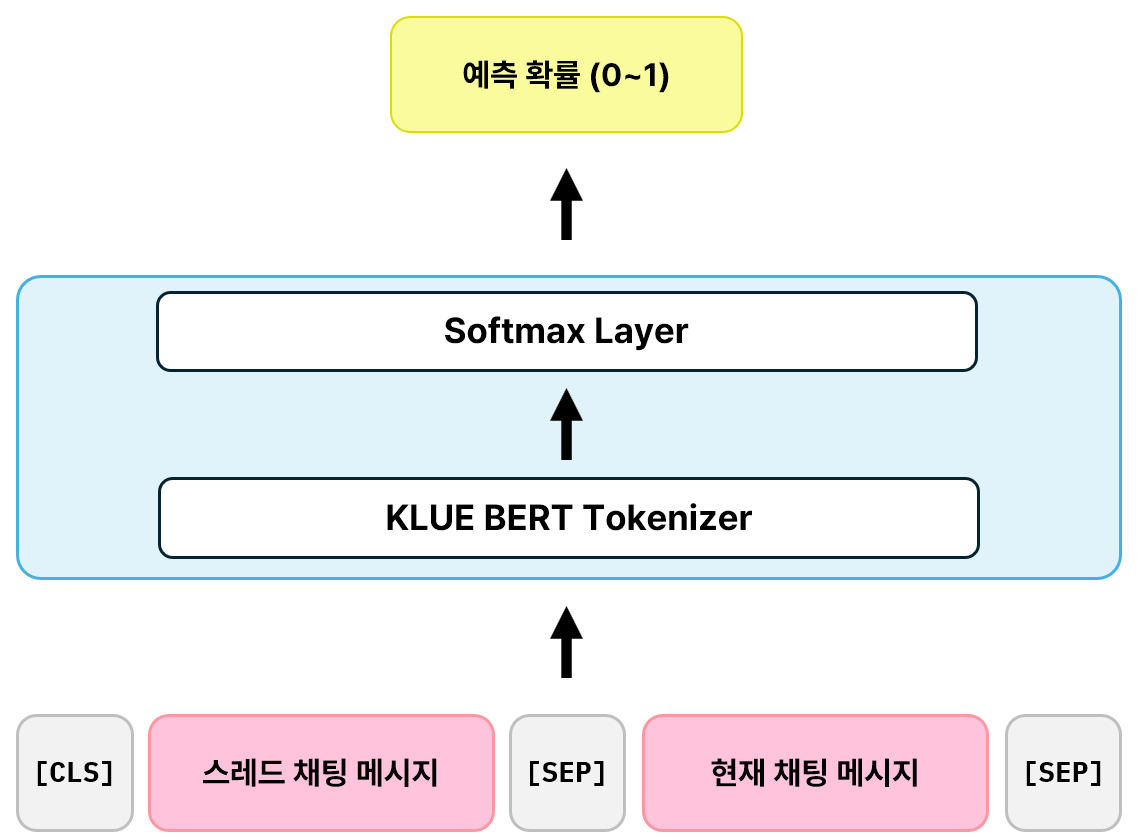 예측 확률 (0~1)
Softmax Layer
KLUE BERT Tokenizer
[CLS] 스레드 채팅 메시지 [SEP] 현재 채팅 메시지 [SEP]